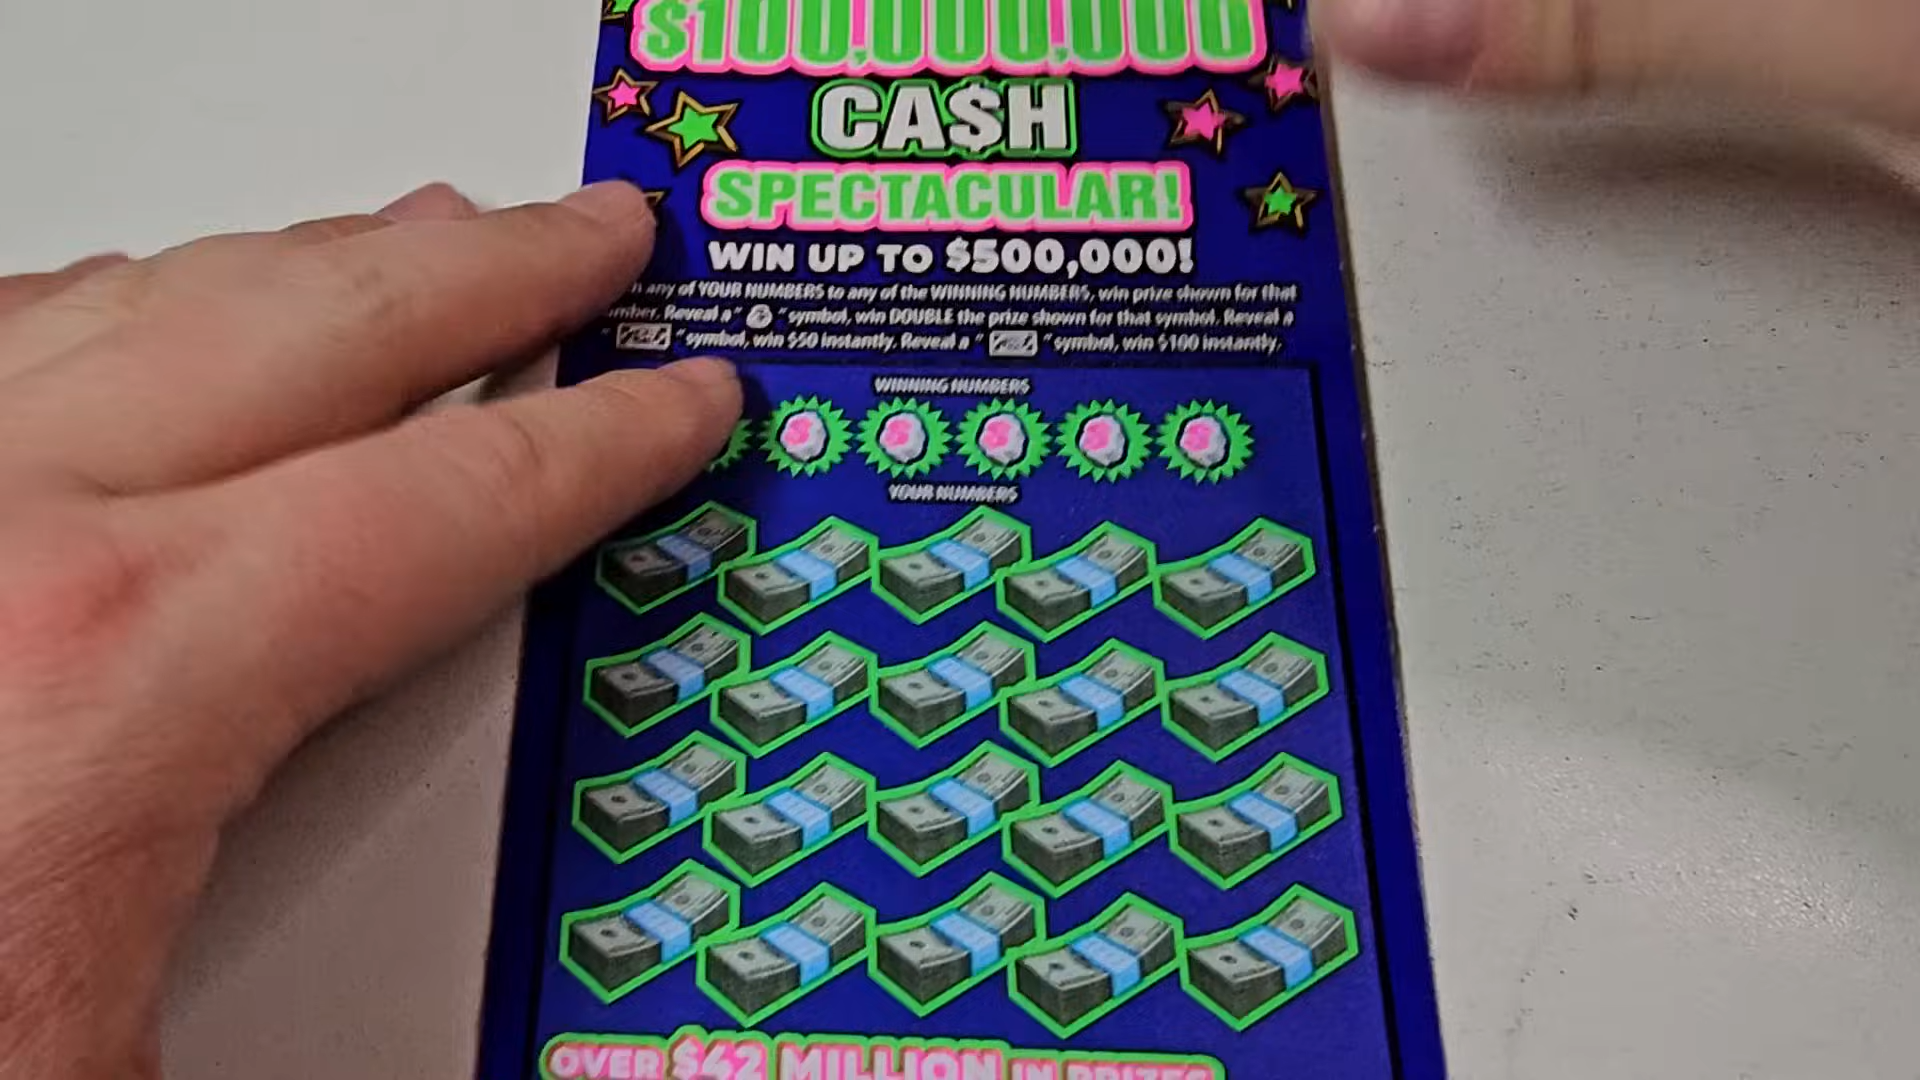 $100,000,000
CA$H
SPECTACULAR!
WIN UP TO $500,000!
any of YOUR NUMBERS to any of the WINNING NUMBERS, win prize shown for that
Reveal a " " symbol, win DOUBLE the prize shown for that symbol. Reveal a
" " symbol, win $50 instantly. Reveal a " " symbol, win $100 instantly.
WINNING NUMBERS
$ $ $ $ $
YOUR NUMBERS
OVER $42 MILLION IN PRIZES